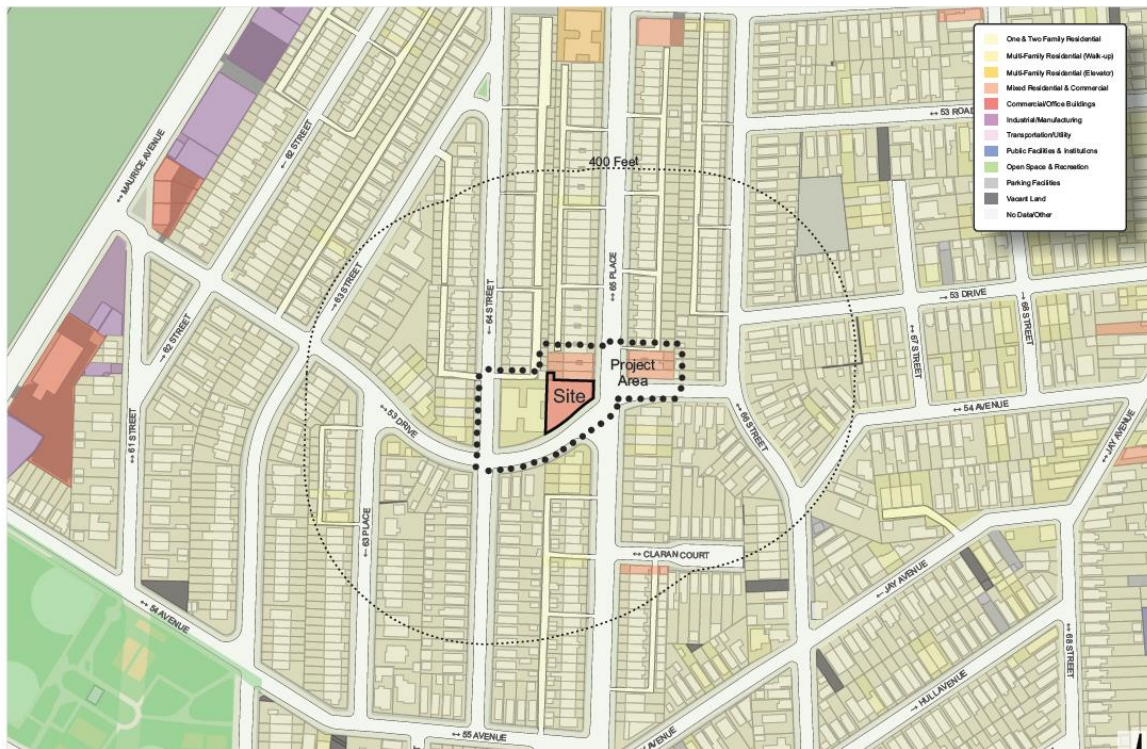 One & Two Family Residential
Multi-Family Residential (Walk-up)
Multi-Family Residential (Elevator)
Mixed Residential & Commercial
Commercial/Office Buildings
Industrial/Manufacturing
Transportation/Utility
Public Facilities & Institutions
Open Space & Recreation
Parking Facilities
Vacant Land
No Data/Other
↔ MAURICE AVENUE
← 62 STREET
53 ROAD
400 Feet
→ 63 STREET
← 64 STREET
↔ 65 PLACE
→ 53 DRIVE
↔ 66 STREET
→ 62 STREET
↔ 67 STREET
Project
Area
Site
↔ 53 DRIVE
↔ 54 AVENUE
↔ 66 STREET
↔ JAY AVENUE
↔ 61 STREET
← 63 PLACE
↔ CLARAN COURT
← JAY AVENUE
↔ 54 AVENUE
↔ 68 STREET
→ HULL AVENUE
↔ 55 AVENUE